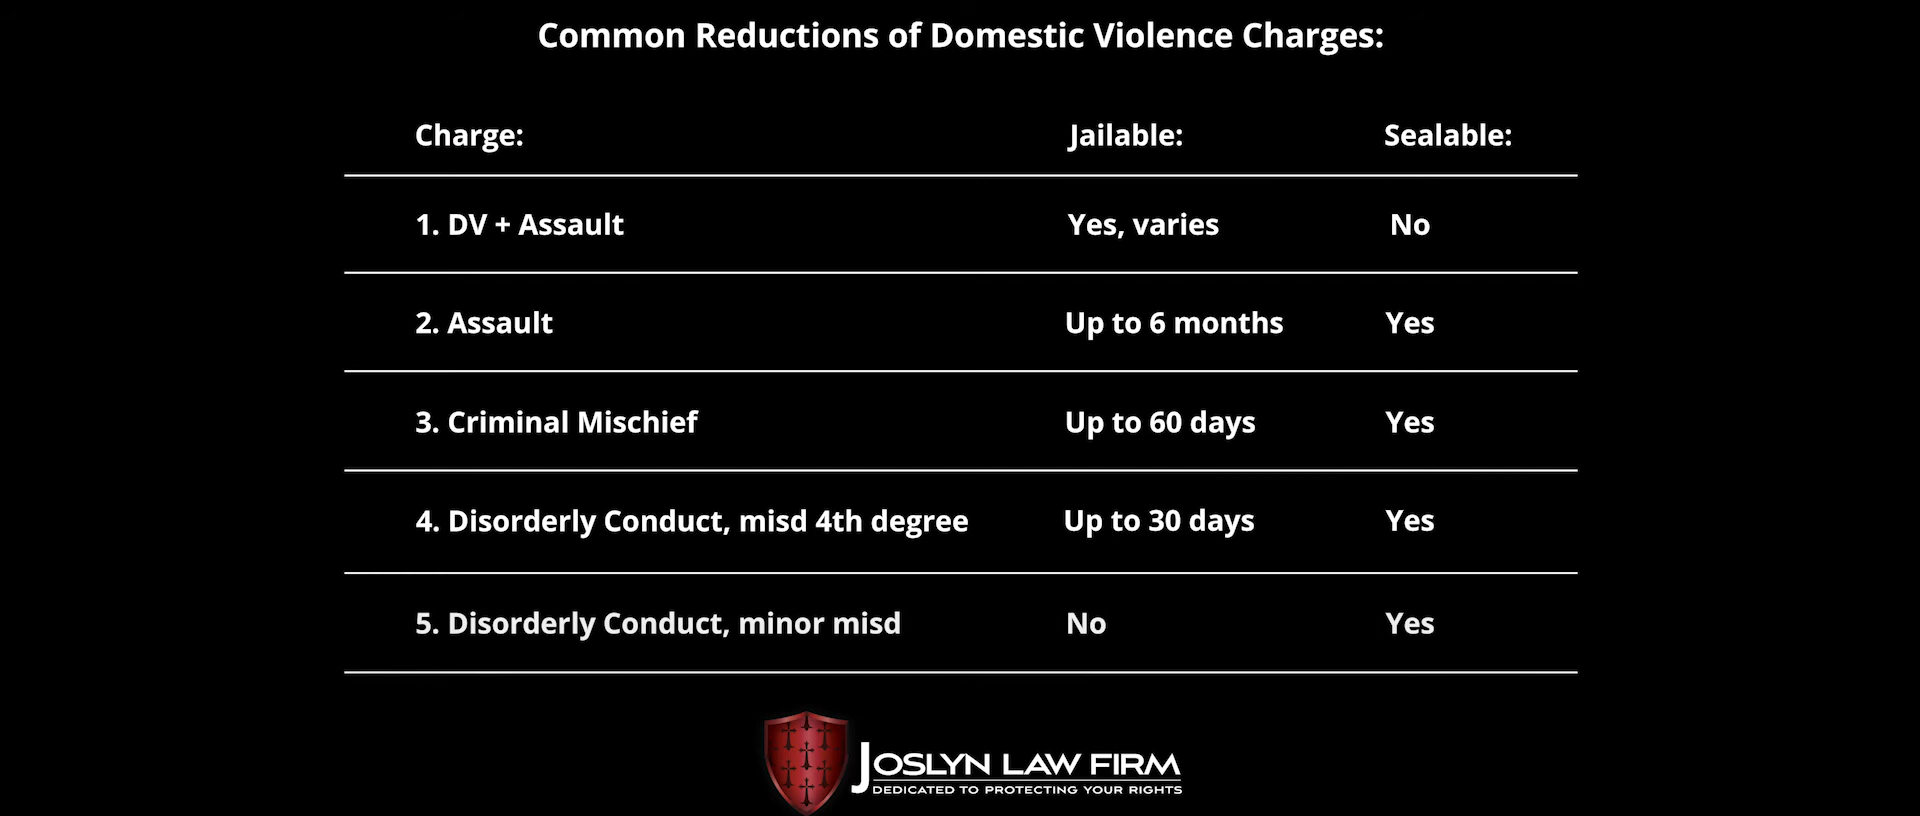 Common Reductions of Domestic Violence Charges:
Charge: Jailable: Sealable:
1. DV + Assault Yes, varies No
2. Assault Up to 6 months Yes
3. Criminal Mischief Up to 60 days Yes
4. Disorderly Conduct, misd 4th degree Up to 30 days Yes
5. Disorderly Conduct, minor misd No Yes
JOSLYN LAW FIRM
DEDICATED TO PROTECTING YOUR RIGHTS